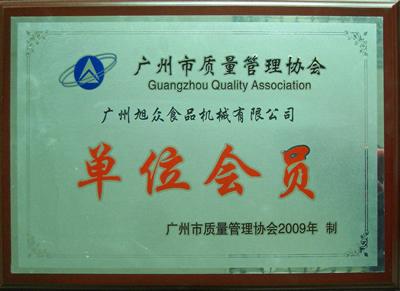 广州市质量管理协会
Guangzhou Quality Association
广州旭众食品机械有限公司
单位会员
广州市质量管理协会2009年 制